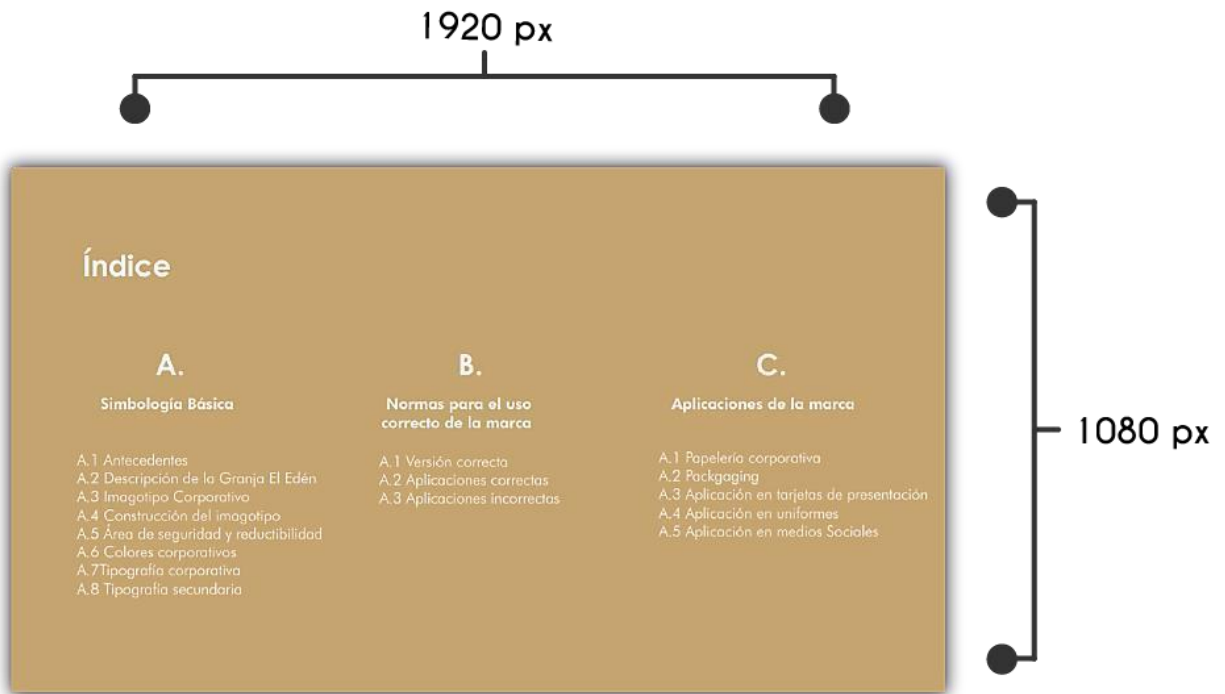 1920 px
Índice
A.
Simbología Básica
A.1 Antecedentes
A.2 Descripción de la Granja El Edén
A.3 Imagotipo Corporativo
A.4 Construcción del imagotipo
A.5 Área de seguridad y reductibilidad
A.6 Colores corporativos
A.7Tipografía corporativa
A.8 Tipografía secundaria
B.
Normas para el uso
correcto de la marca
A.1 Versión correcta
A.2 Aplicaciones correctas
A.3 Aplicaciones incorrectas
C.
Aplicaciones de la marca
A.1 Papelería corporativa
A.2 Packgaging
A.3 Aplicación en tarjetas de presentación
A.4 Aplicación en uniformes
A.5 Aplicación en medios Sociales
1080 px